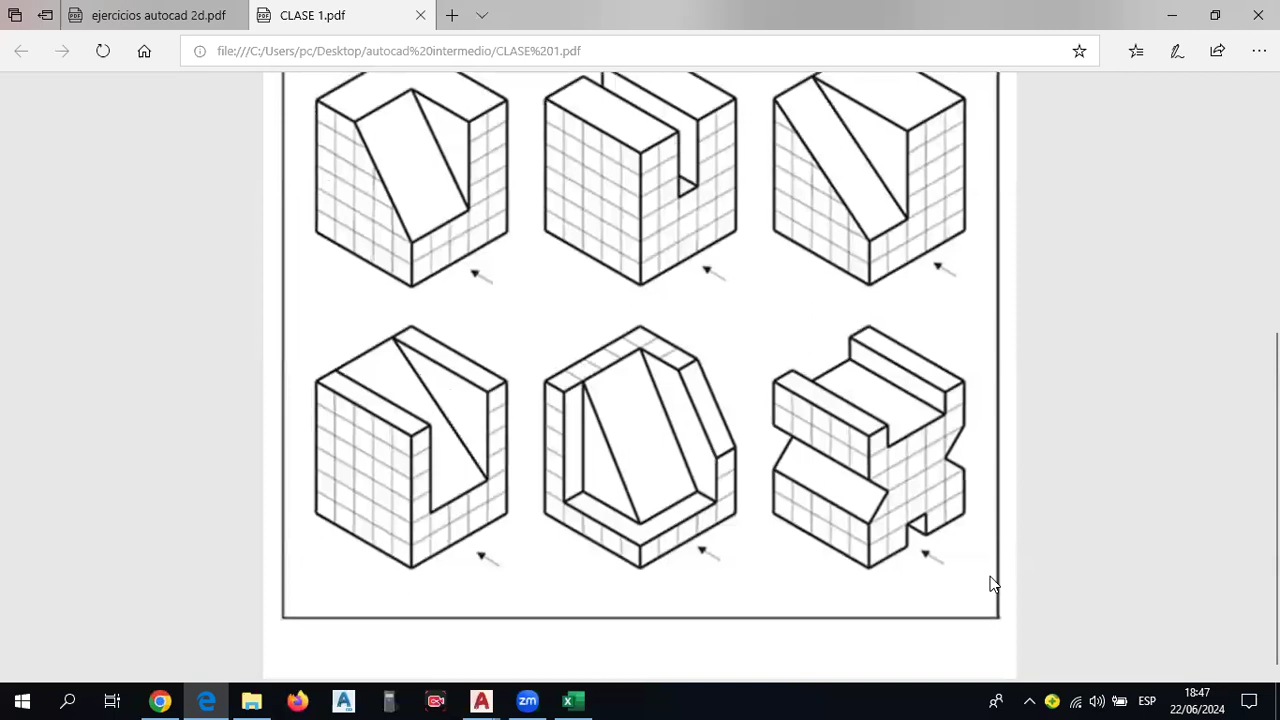 ejercicios autocad 2d.pdf
CLASE 1.pdf
file:///C:/Users/pc/Desktop/autocad%20intermedio/CLASE%201.pdf
zm
ESP
18:47
22/06/2024